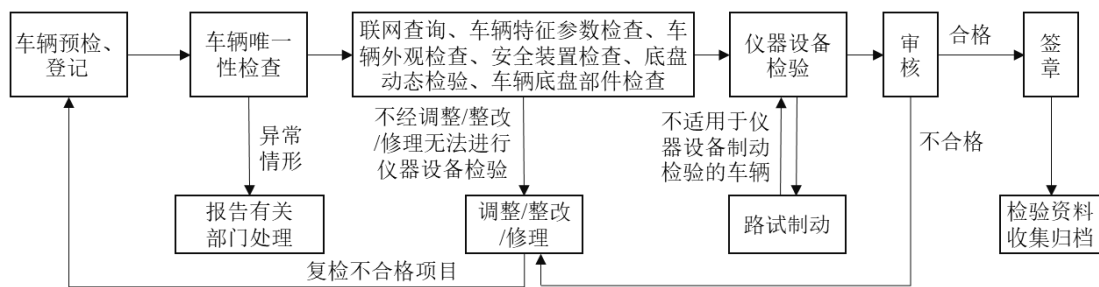 车辆预检、
登记
车辆唯一
性检查
联网查询、车辆特征参数检查、车
辆外观检查、安全装置检查、底盘
动态检验、车辆底盘部件检查
仪器设备
检验
审
核
合格
签
章
异常
情形
不经调整/整改
/修理无法进行
仪器设备检验
不适用于仪
器设备制动
检验的车辆
不合格
报告有关
部门处理
调整/整改
/修理
路试制动
检验资料
收集归档
复检不合格项目